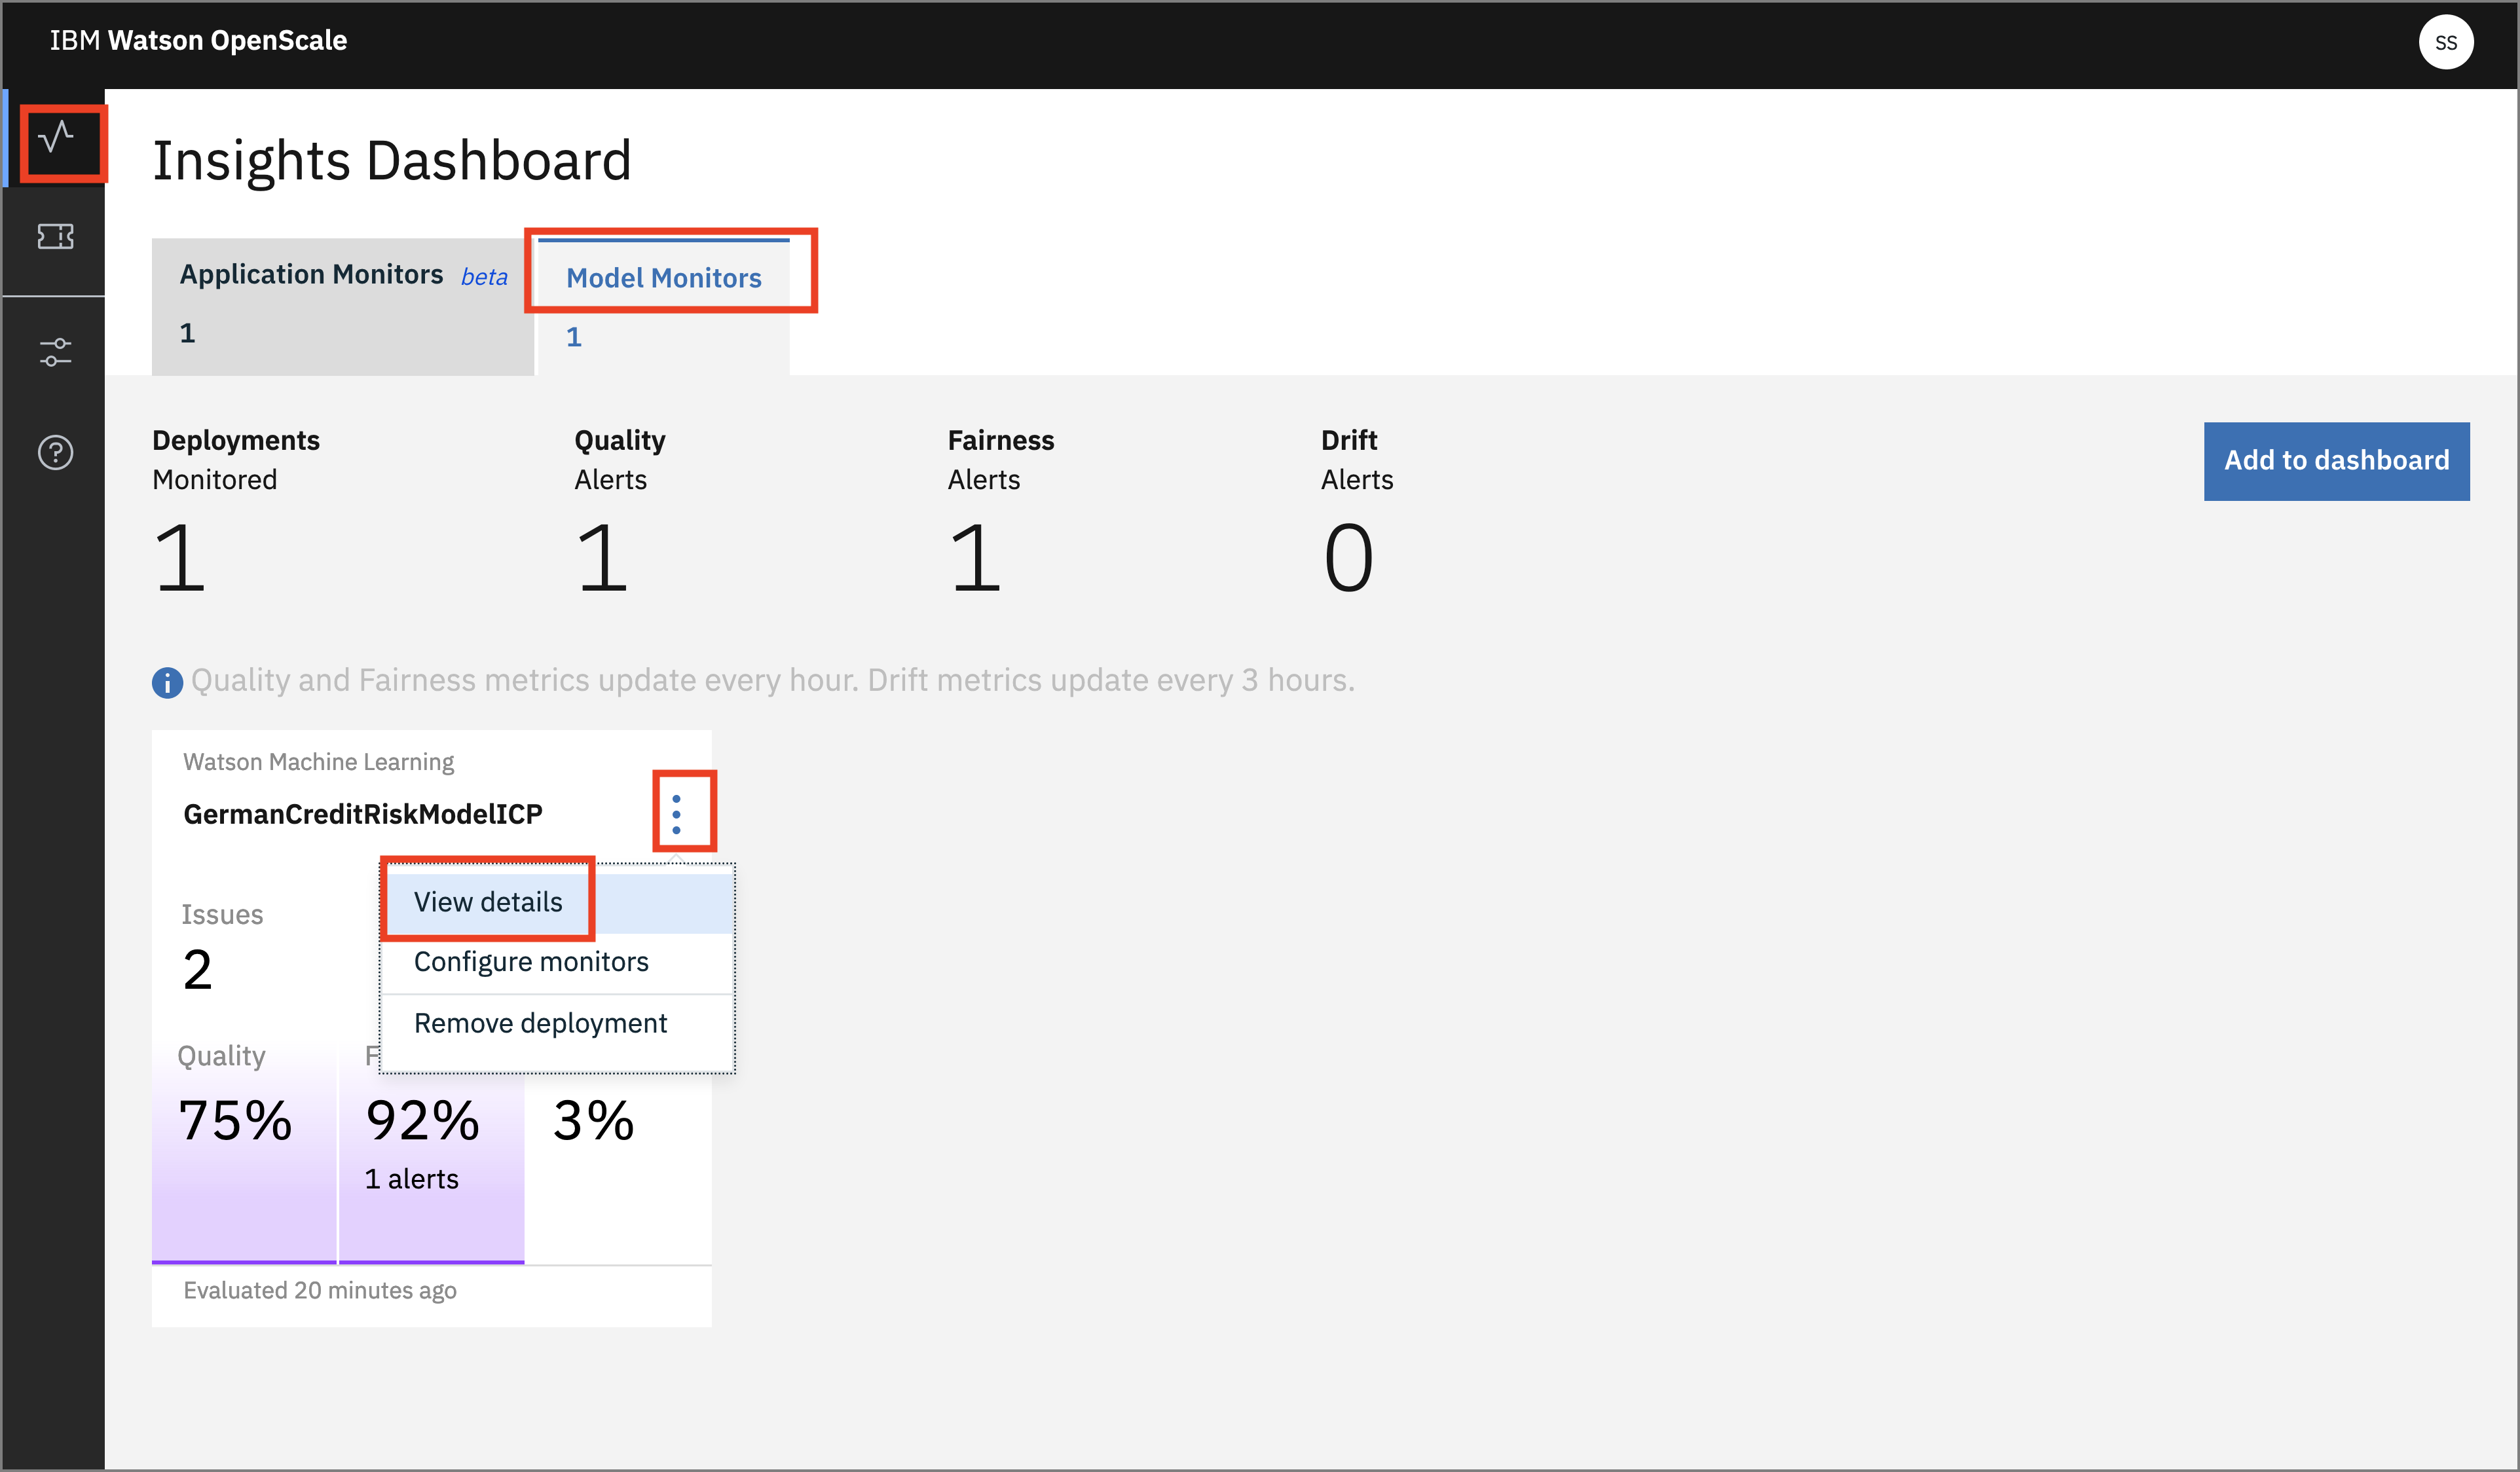 IBM Watson OpenScale
SS
Insights Dashboard
Application Monitors beta
1
Model Monitors
1
Deployments
Monitored
1
Quality
Alerts
1
Fairness
Alerts
1
Drift
Alerts
0
Add to dashboard
Quality and Fairness metrics update every hour. Drift metrics update every 3 hours.
Watson Machine Learning
GermanCreditRiskModelICP
View details
Configure monitors
Remove deployment
Issues
2
Quality
75%
F
92%
1 alerts
3%
Evaluated 20 minutes ago